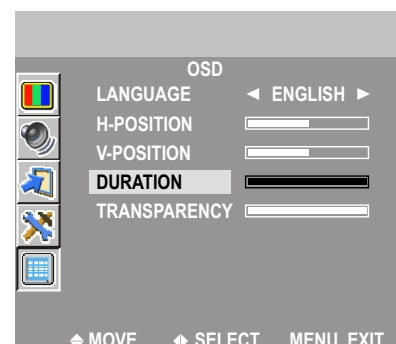 OSD
LANGUAGE ENGLISH
H-POSITION
V-POSITION
DURATION
TRANSPARENCY
MOVE SELECT MENU EXIT